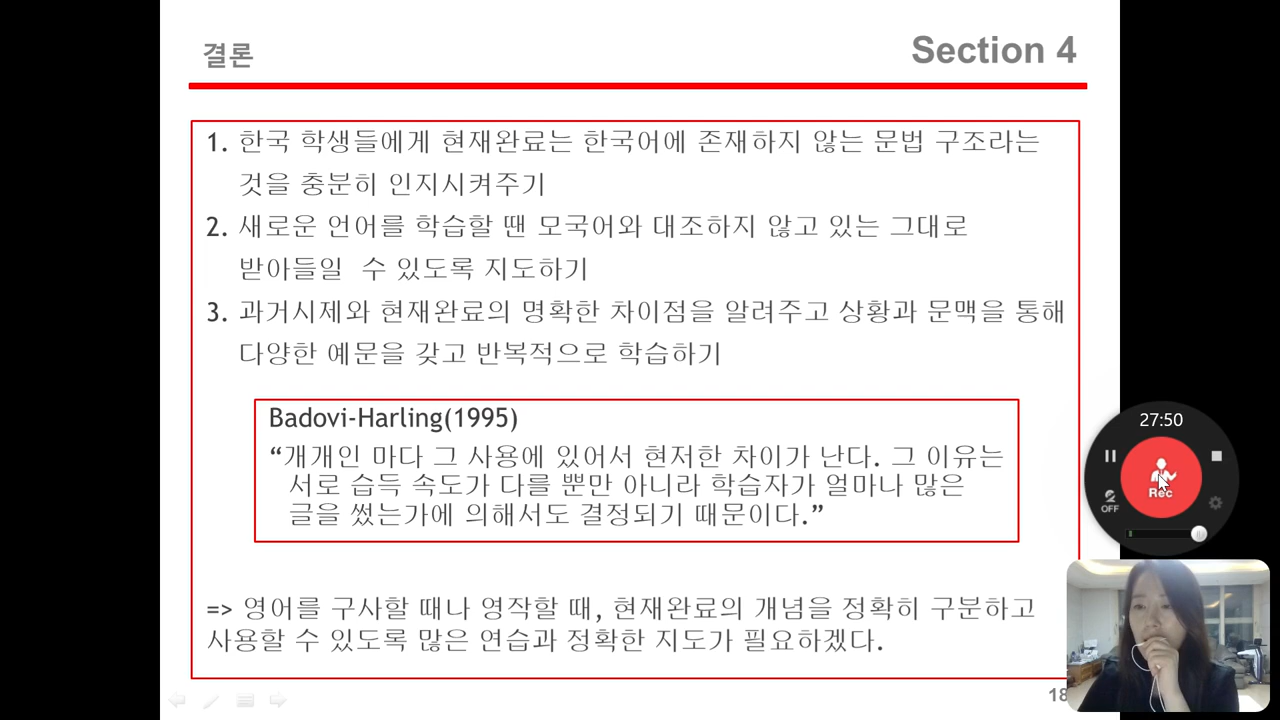 결론
Section 4
1. 한국 학생들에게 현재완료는 한국어에 존재하지 않는 문법 구조라는
것을 충분히 인지시켜주기
2. 새로운 언어를 학습할 땐 모국어와 대조하지 않고 있는 그대로
받아들일 수 있도록 지도하기
3. 과거시제와 현재완료의 명확한 차이점을 알려주고 상황과 문맥을 통해
다양한 예문을 갖고 반복적으로 학습하기
Badovi-Harling(1995)
“개개인 마다 그 사용에 있어서 현저한 차이가 난다. 그 이유는
서로 습득 속도가 다를 뿐만 아니라 학습자가 얼마나 많은
글을 썼는가에 의해서도 결정되기 때문이다.”
=> 영어를 구사할 때나 영작할 때, 현재완료의 개념을 정확히 구분하고
사용할 수 있도록 많은 연습과 정확한 지도가 필요하겠다.
18
27:50
Rec
OFF